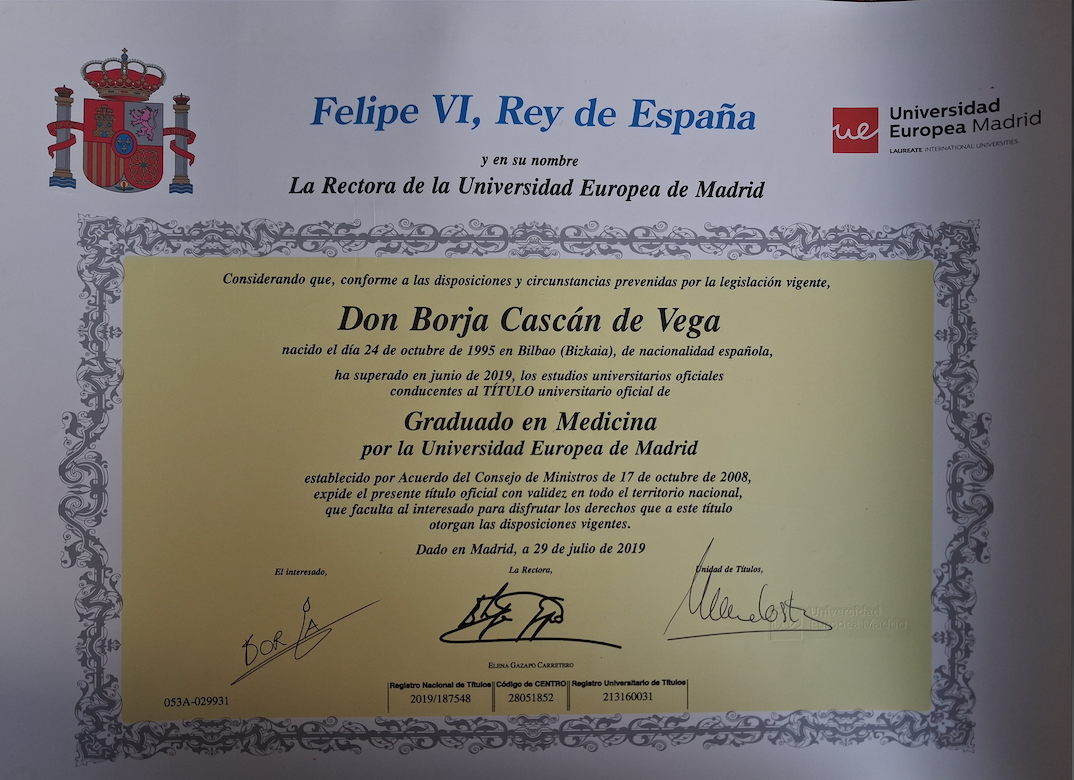 Felipe VI, Rey de España
ue Universidad
Europea Madrid
LAUREATE INTERNATIONAL UNIVERSITIES
y en su nombre
La Rectora de la Universidad Europea de Madrid
Considerando que, conforme a las disposiciones y circunstancias prevenidas por la legislación vigente,
Don Borja Cascán de Vega
nacido el día 24 de octubre de 1995 en Bilbao (Bizkaia), de nacionalidad española,
ha superado en junio de 2019, los estudios universitarios oficiales
conducentes al TÍTULO universitario oficial de
Graduado en Medicina
por la Universidad Europea de Madrid
establecido por Acuerdo del Consejo de Ministros de 17 de octubre de 2008,
expide el presente título oficial con validez en todo el territorio nacional,
que faculta al interesado para disfrutar los derechos que a este título
otorgan las disposiciones vigentes.
Dado en Madrid, a 29 de julio de 2019
El interesado, La Rectora, Unidad de Títulos,
BORJA
Universidad
Europea Madrid
ELENA GAZAPO CARRETERO
Registro Nacional de Títulos Código de CENTRO Registro Universitario de Títulos
053A-029931 2019/187548 28051852 213160031